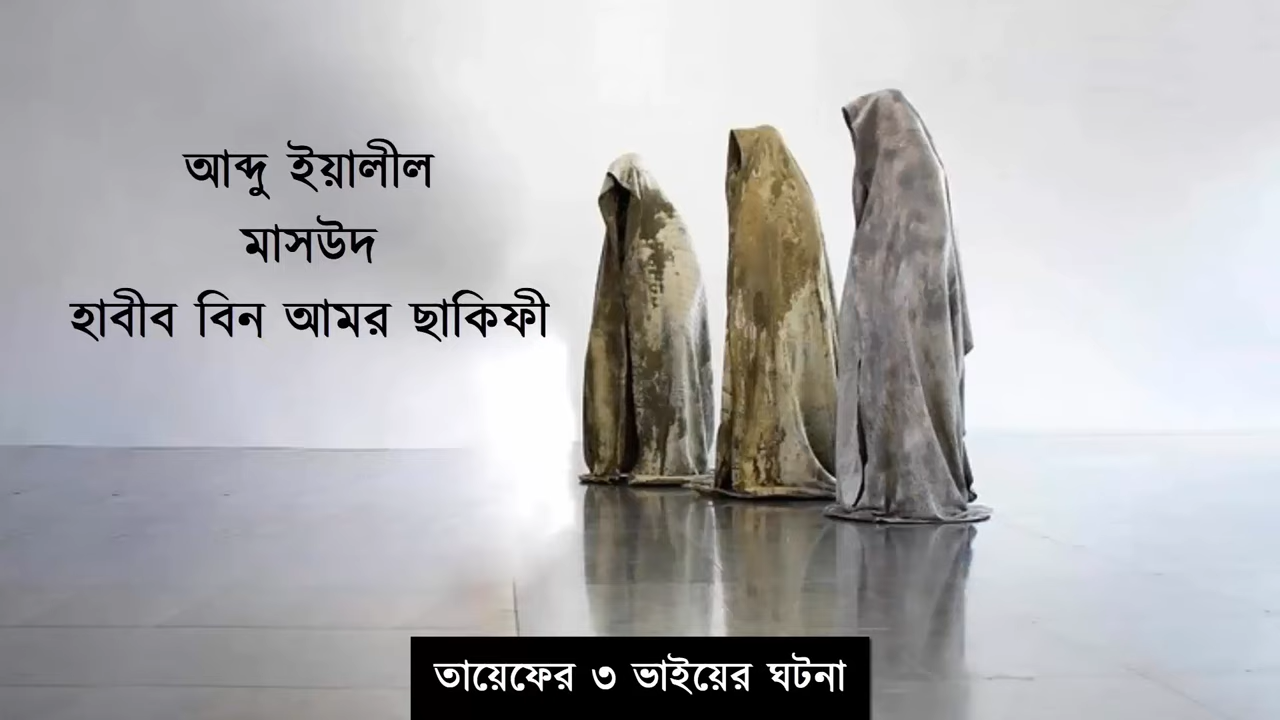 আব্দু ইয়ালীল
মাসউদ
হাবীব বিন আমর ছাকিফী
তায়েফের ৩ ভাইয়ের ঘটনা